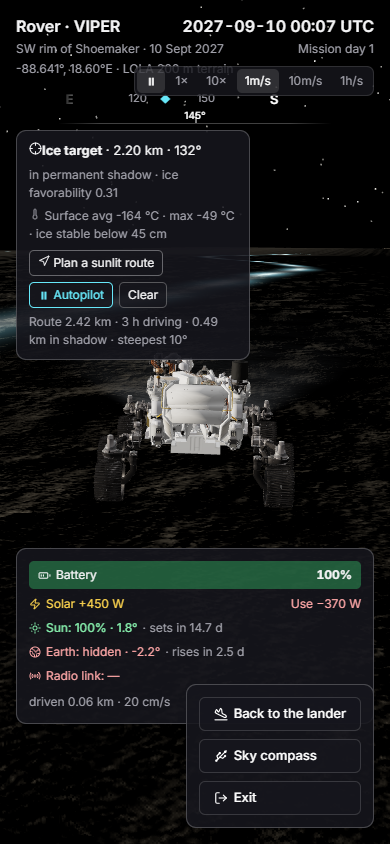 Rover · VIPER
2027-09-10 00:07 UTC
SW rim of Shoemaker · 10 Sept 2027
Mission day 1
-88.641°, 18.60°E · LOLA 200 m terrain
1× 10× 1m/s 10m/s 1h/s
E 120 150 S
145°
Ice target · 2.20 km · 132°
in permanent shadow · ice
favorability 0.31
Surface avg -164 °C · max -49 °C
· ice stable below 45 cm
Plan a sunlit route
Autopilot
Clear
Route 2.42 km · 3 h driving · 0.49
km in shadow · steepest 10°
Battery 100%
Solar +450 W
Use −370 W
Sun: 100% · 1.8° · sets in 14.7 d
Earth: hidden · -2.2° · rises in 2.5 d
Radio link: —
driven 0.06 km · 20 cm/s
Back to the lander
Sky compass
Exit